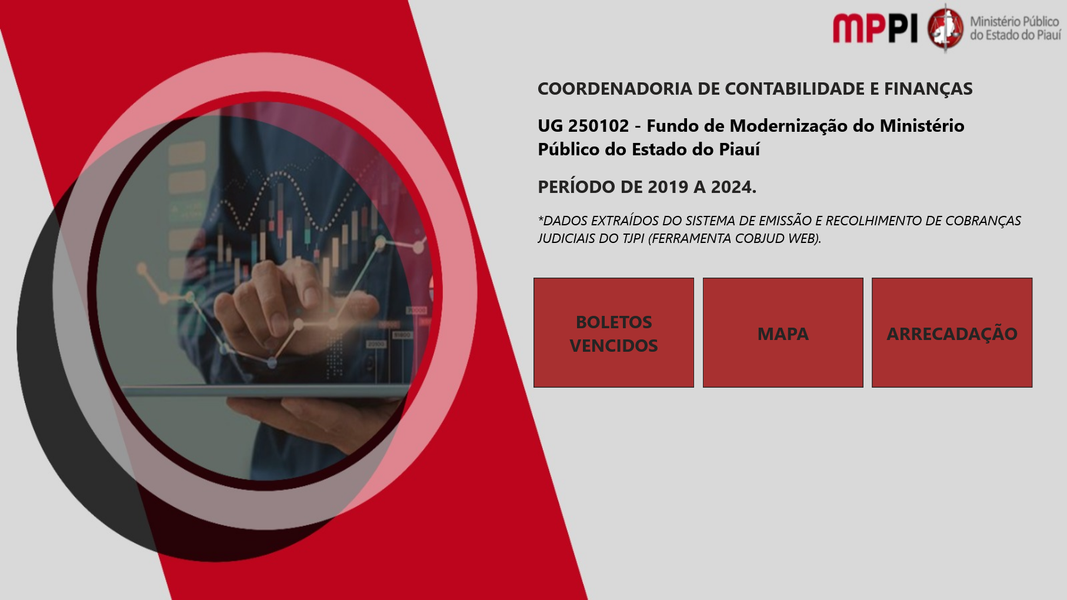 MPPI Ministério Público
do Estado do Piauí
COORDENADORIA DE CONTABILIDADE E FINANÇAS
UG 250102 - Fundo de Modernização do Ministério
Público do Estado do Piauí
PERÍODO DE 2019 A 2024.
*DADOS EXTRAÍDOS DO SISTEMA DE EMISSÃO E RECOLHIMENTO DE COBRANÇAS
JUDICIAIS DO TJPI (FERRAMENTA COBJUD WEB).
BOLETOS
VENCIDOS
MAPA
ARRECADAÇÃO